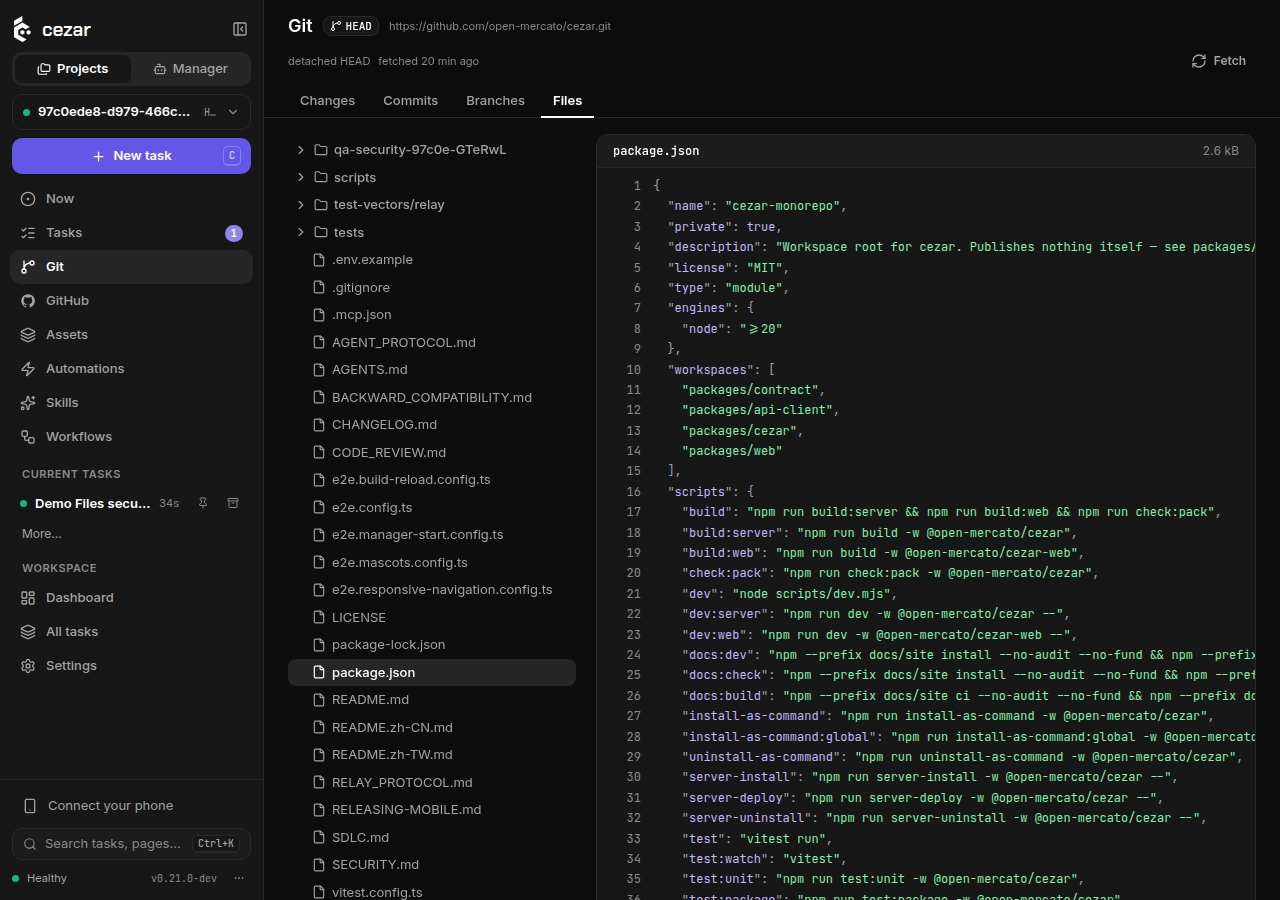 cezar
Projects
Manager
97c0ede8-d979-466c... H...
New task C
Now
Tasks 1
Git
GitHub
Assets
Automations
Skills
Workflows
CURRENT TASKS
Demo Files secu... 34s
More...
WORKSPACE
Dashboard
All tasks
Settings
Connect your phone
Search tasks, pages... Ctrl+K
Healthy v0.21.0-dev ...
Git HEAD https://github.com/open-mercato/cezar.git
detached HEAD fetched 20 min ago
Fetch
Changes Commits Branches Files
qa-security-97c0e-GTeRwL
scripts
test-vectors/relay
tests
.env.example
.gitignore
.mcp.json
AGENT_PROTOCOL.md
AGENTS.md
BACKWARD_COMPATIBILITY.md
CHANGELOG.md
CODE_REVIEW.md
e2e.build-reload.config.ts
e2e.config.ts
e2e.manager-start.config.ts
e2e.mascots.config.ts
e2e.responsive-navigation.config.ts
LICENSE
package-lock.json
package.json
README.md
README.zh-CN.md
README.zh-TW.md
RELAY_PROTOCOL.md
RELEASING-MOBILE.md
SDLC.md
SECURITY.md
vitest.config.ts
package.json 2.6 kB
1 {
2 "name": "cezar-monorepo",
3 "private": true,
4 "description": "Workspace root for cezar. Publishes nothing itself — see packages/
5 "license": "MIT",
6 "type": "module",
7 "engines": {
8 "node": ">=20"
9 },
10 "workspaces": [
11 "packages/contract",
12 "packages/api-client",
13 "packages/cezar",
14 "packages/web"
15 ],
16 "scripts": {
17 "build": "npm run build:server && npm run build:web && npm run check:pack",
18 "build:server": "npm run build -w @open-mercato/cezar",
19 "build:web": "npm run build -w @open-mercato/cezar-web",
20 "check:pack": "npm run check:pack -w @open-mercato/cezar",
21 "dev": "node scripts/dev.mjs",
22 "dev:server": "npm run dev -w @open-mercato/cezar --",
23 "dev:web": "npm run dev -w @open-mercato/cezar-web --",
24 "docs:dev": "npm --prefix docs/site install --no-audit --no-fund && npm --prefix
25 "docs:check": "npm --prefix docs/site install --no-audit --no-fund && npm --pref
26 "docs:build": "npm --prefix docs/site ci --no-audit --no-fund && npm --prefix do
27 "install-as-command": "npm run install-as-command -w @open-mercato/cezar",
28 "install-as-command:global": "npm run install-as-command:global -w @open-mercato
29 "uninstall-as-command": "npm run uninstall-as-command -w @open-mercato/cezar",
30 "server-install": "npm run server-install -w @open-mercato/cezar --",
31 "server-deploy": "npm run server-deploy -w @open-mercato/cezar --",
32 "server-uninstall": "npm run server-uninstall -w @open-mercato/cezar --",
33 "test": "vitest run",
34 "test:watch": "vitest",
35 "test:unit": "npm run test:unit -w @open-mercato/cezar",
36 "test:package": "npm run test:package -w @open-mercato/cezar",